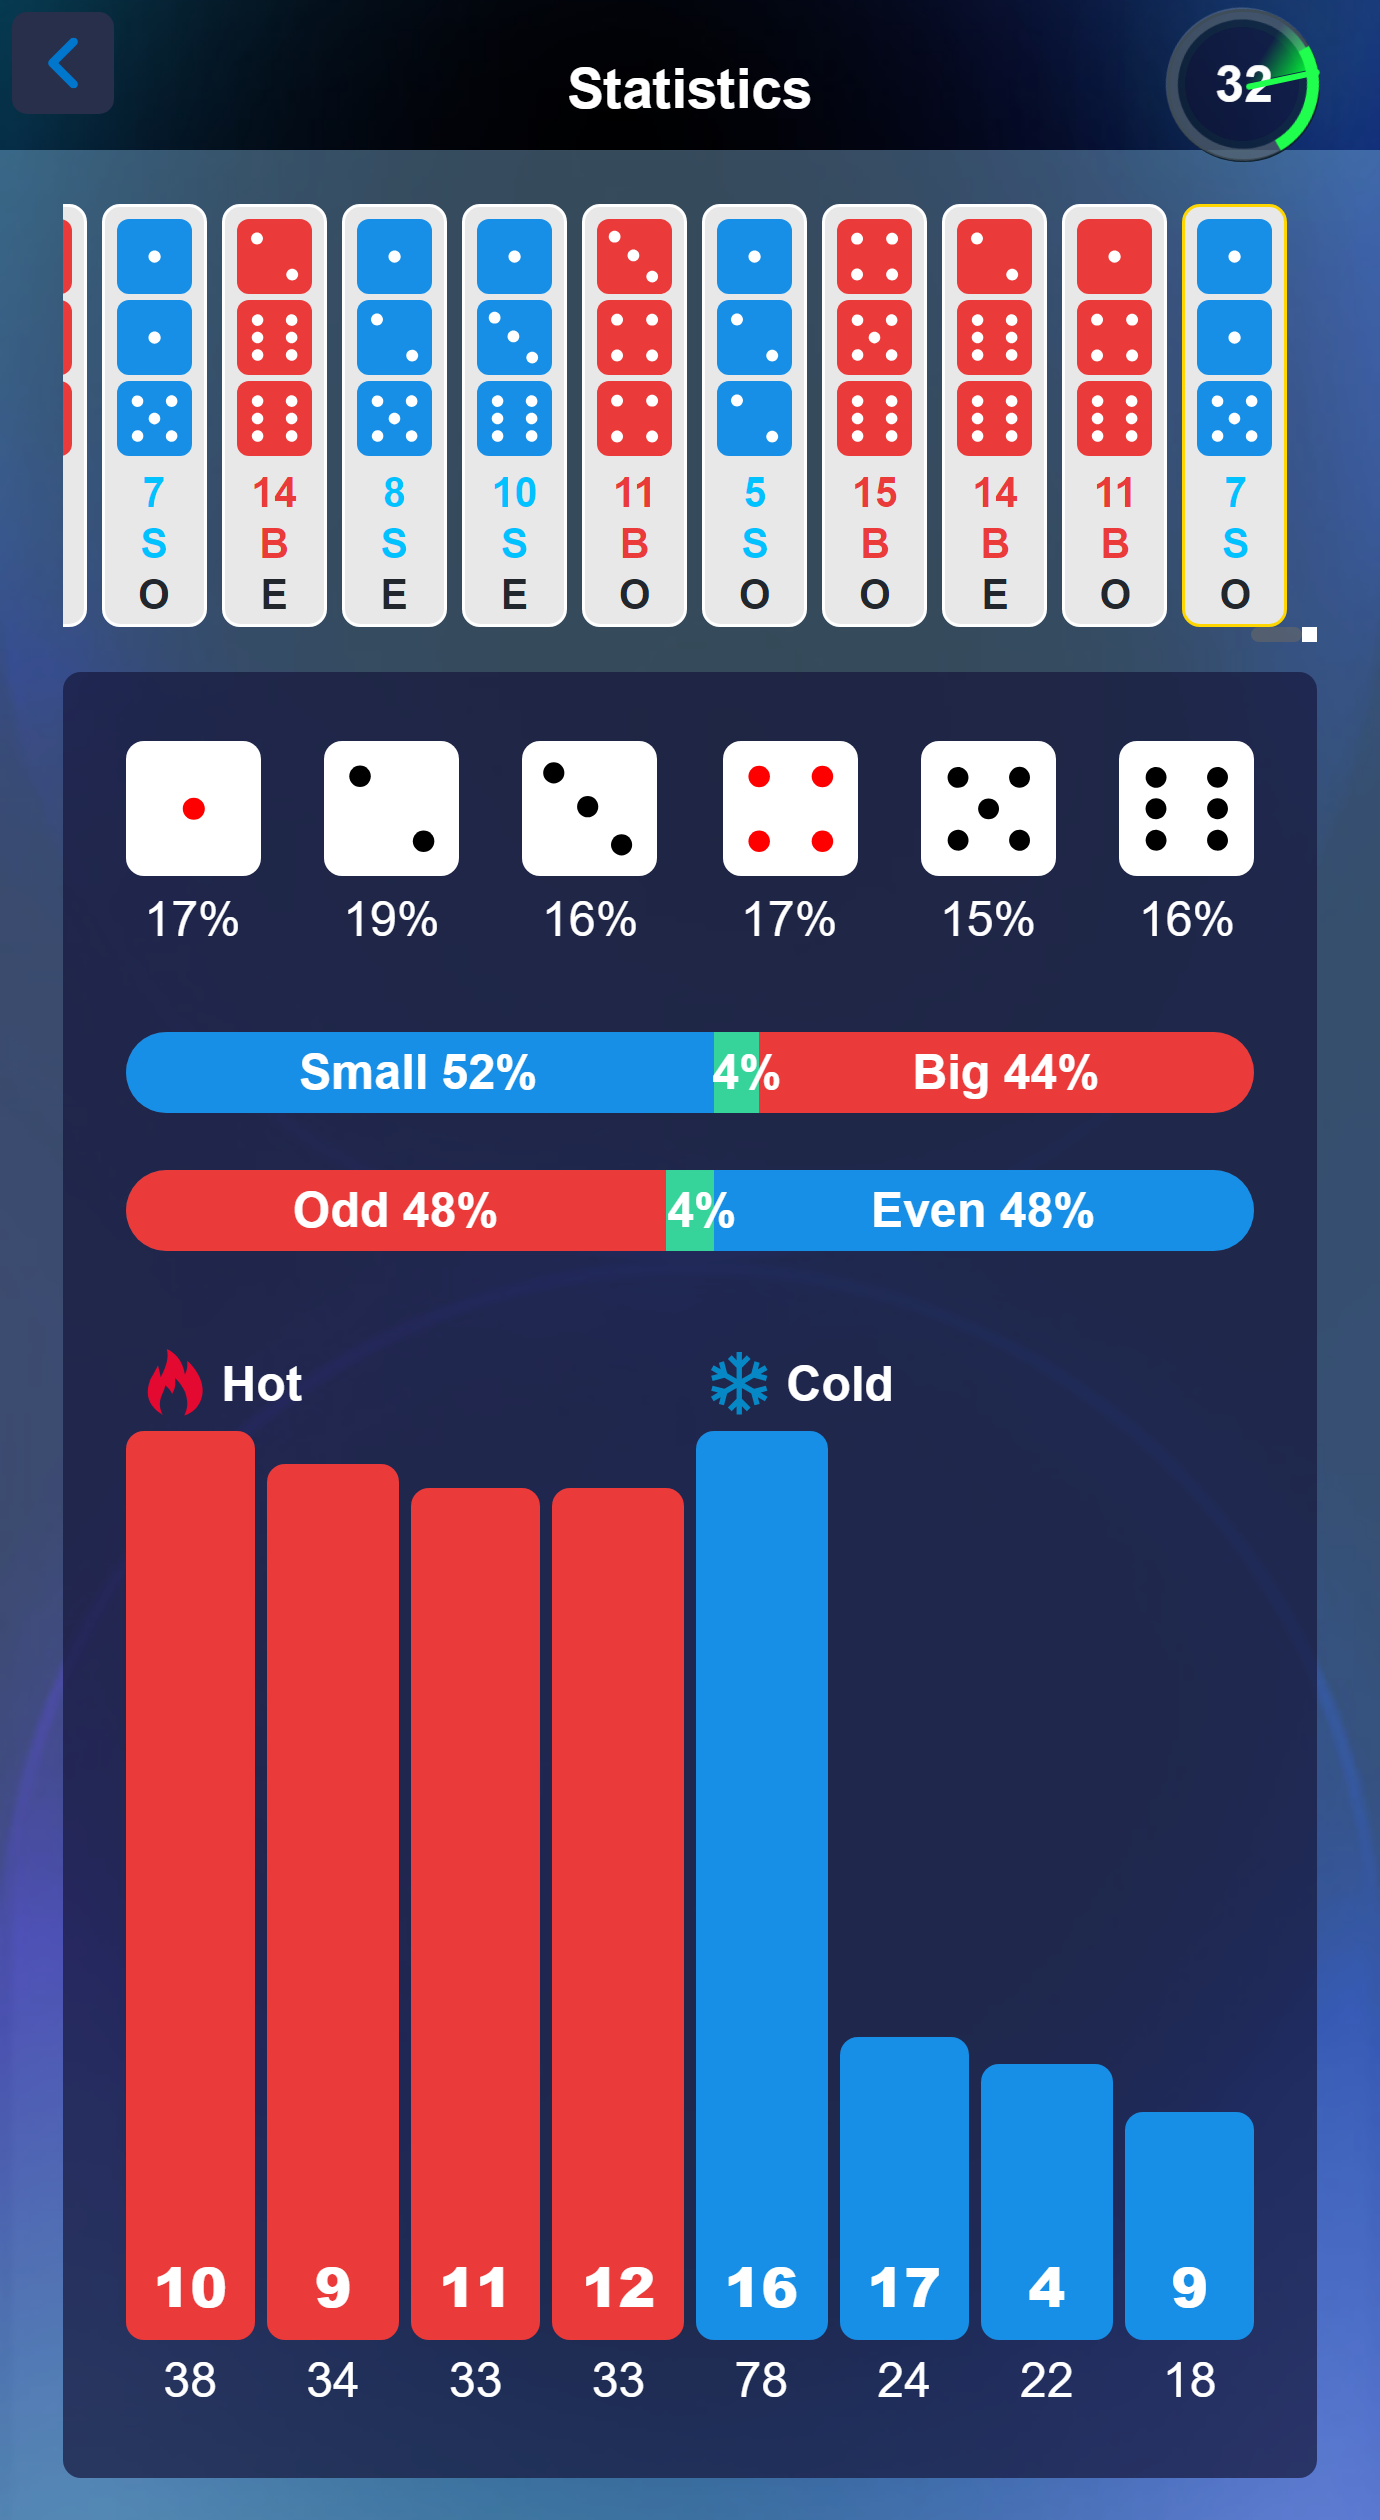 Statistics
32
7 14 8 10 11 5 15 14 11 7
S B S S B S B B B S
O E E E O O O E O O
17% 19% 16% 17% 15% 16%
Small 52% 4% Big 44%
Odd 48% 4% Even 48%
Hot Cold
10 9 11 12 16 17 4 9
38 34 33 33 78 24 22 18